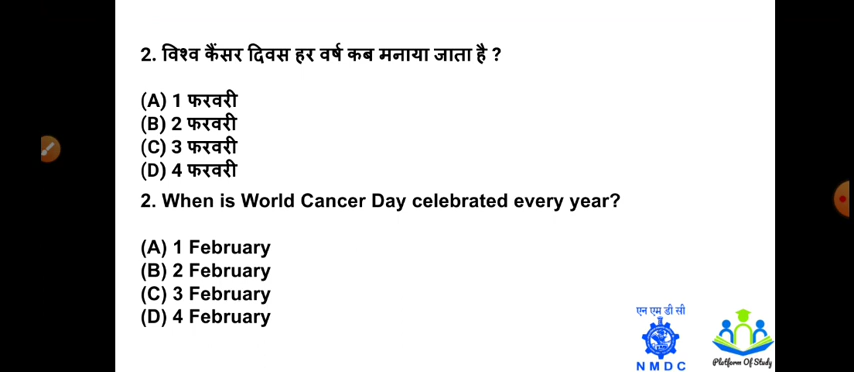 2. विश्व कैंसर दिवस हर वर्ष कब मनाया जाता है ?
(A) 1 फरवरी
(B) 2 फरवरी
(C) 3 फरवरी
(D) 4 फरवरी
2. When is World Cancer Day celebrated every year?
(A) 1 February
(B) 2 February
(C) 3 February
(D) 4 February
एन एम डी सी
NMDC
Platform Of Study